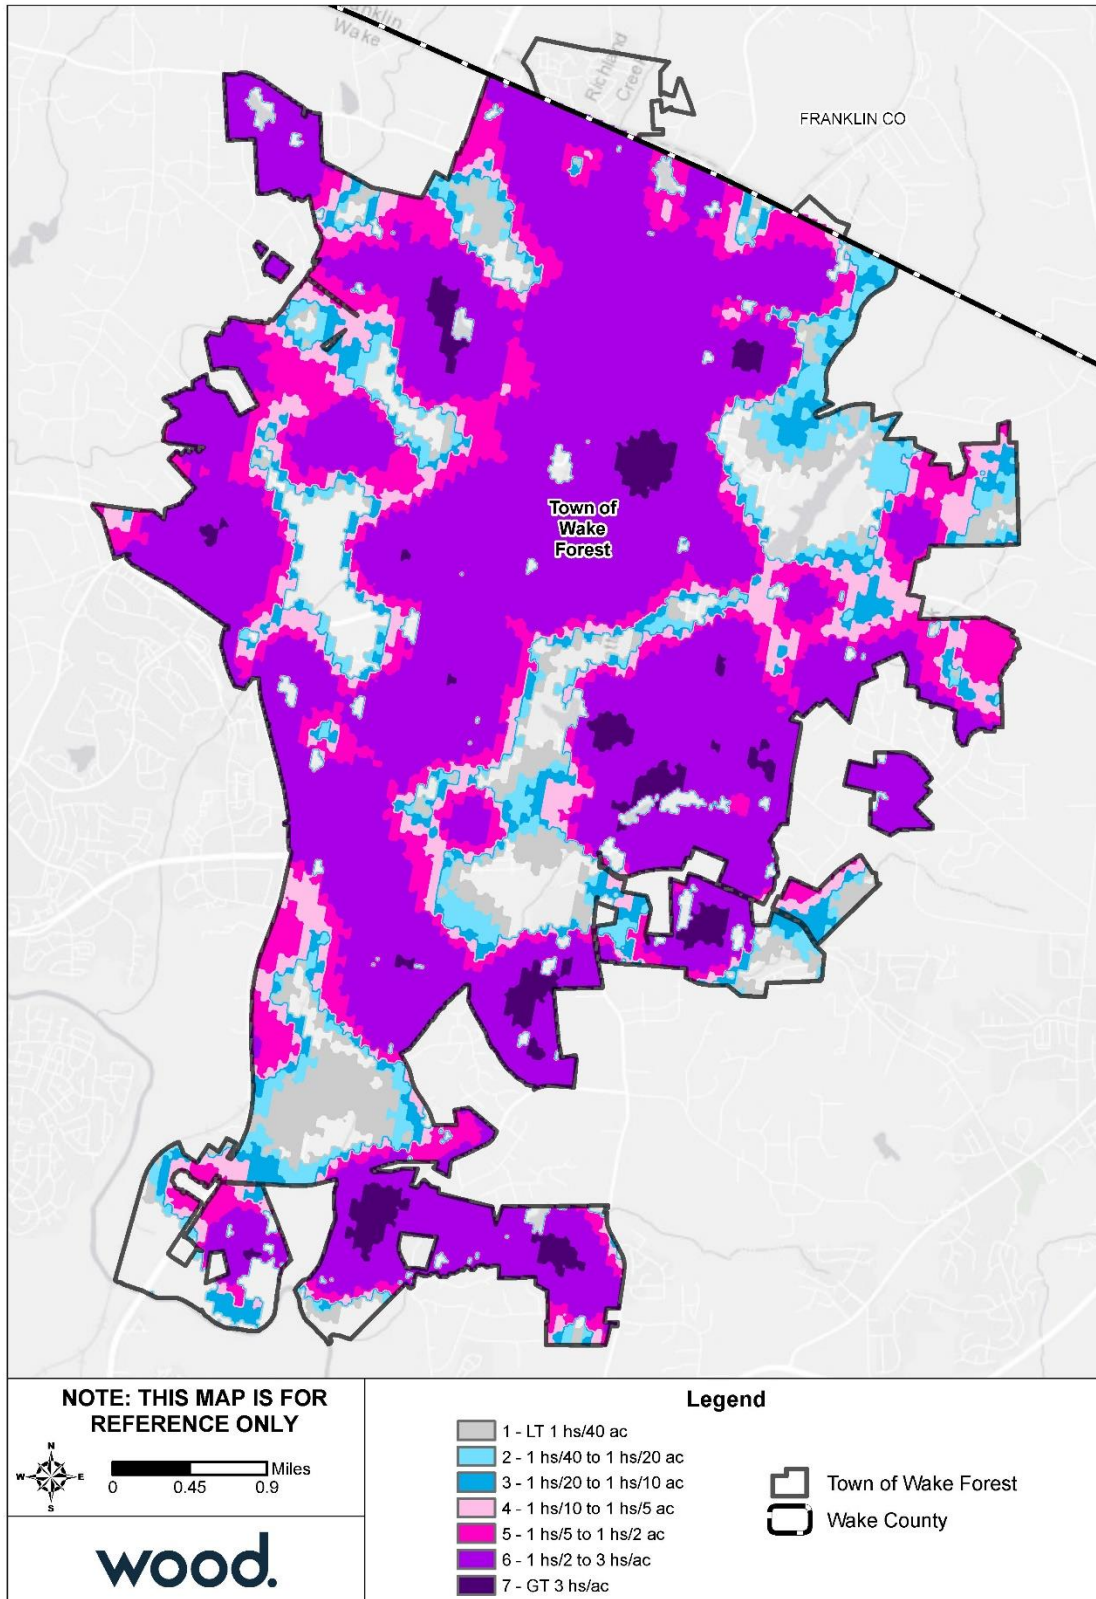 Franklin
Wake
Richland
Creek
FRANKLIN CO
Town of
Wake
Forest
NOTE: THIS MAP IS FOR
REFERENCE ONLY
N
W E
S
Miles
0 0.45 0.9
wood.
Legend
1 - LT 1 hs/40 ac
2 - 1 hs/40 to 1 hs/20 ac
3 - 1 hs/20 to 1 hs/10 ac
4 - 1 hs/10 to 1 hs/5 ac
5 - 1 hs/5 to 1 hs/2 ac
6 - 1 hs/2 to 3 hs/ac
7 - GT 3 hs/ac
Town of Wake Forest
Wake County